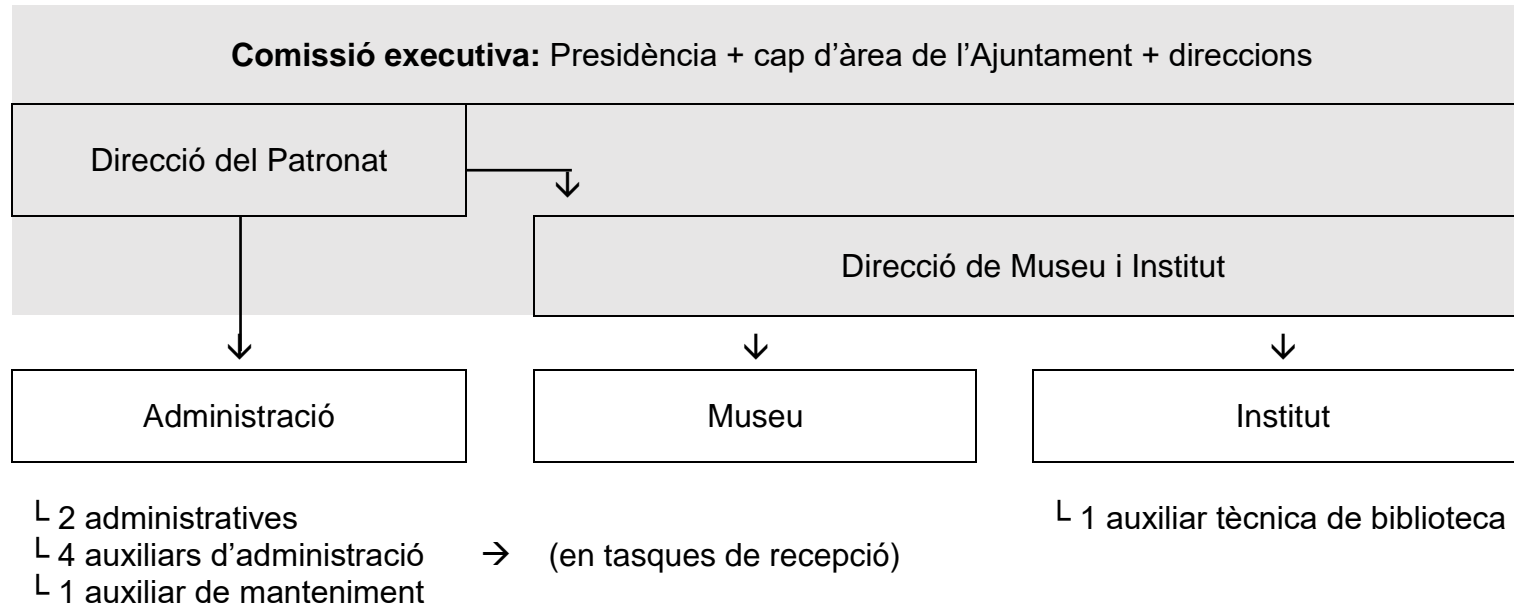 Comissió executiva: Presidència + cap d’àrea de l’Ajuntament + direccions
Direcció del Patronat
Direcció de Museu i Institut
Administració
Museu
Institut
└ 2 administratives
└ 4 auxiliars d’administració → (en tasques de recepció)
└ 1 auxiliar de manteniment
└ 1 auxiliar tècnica de biblioteca